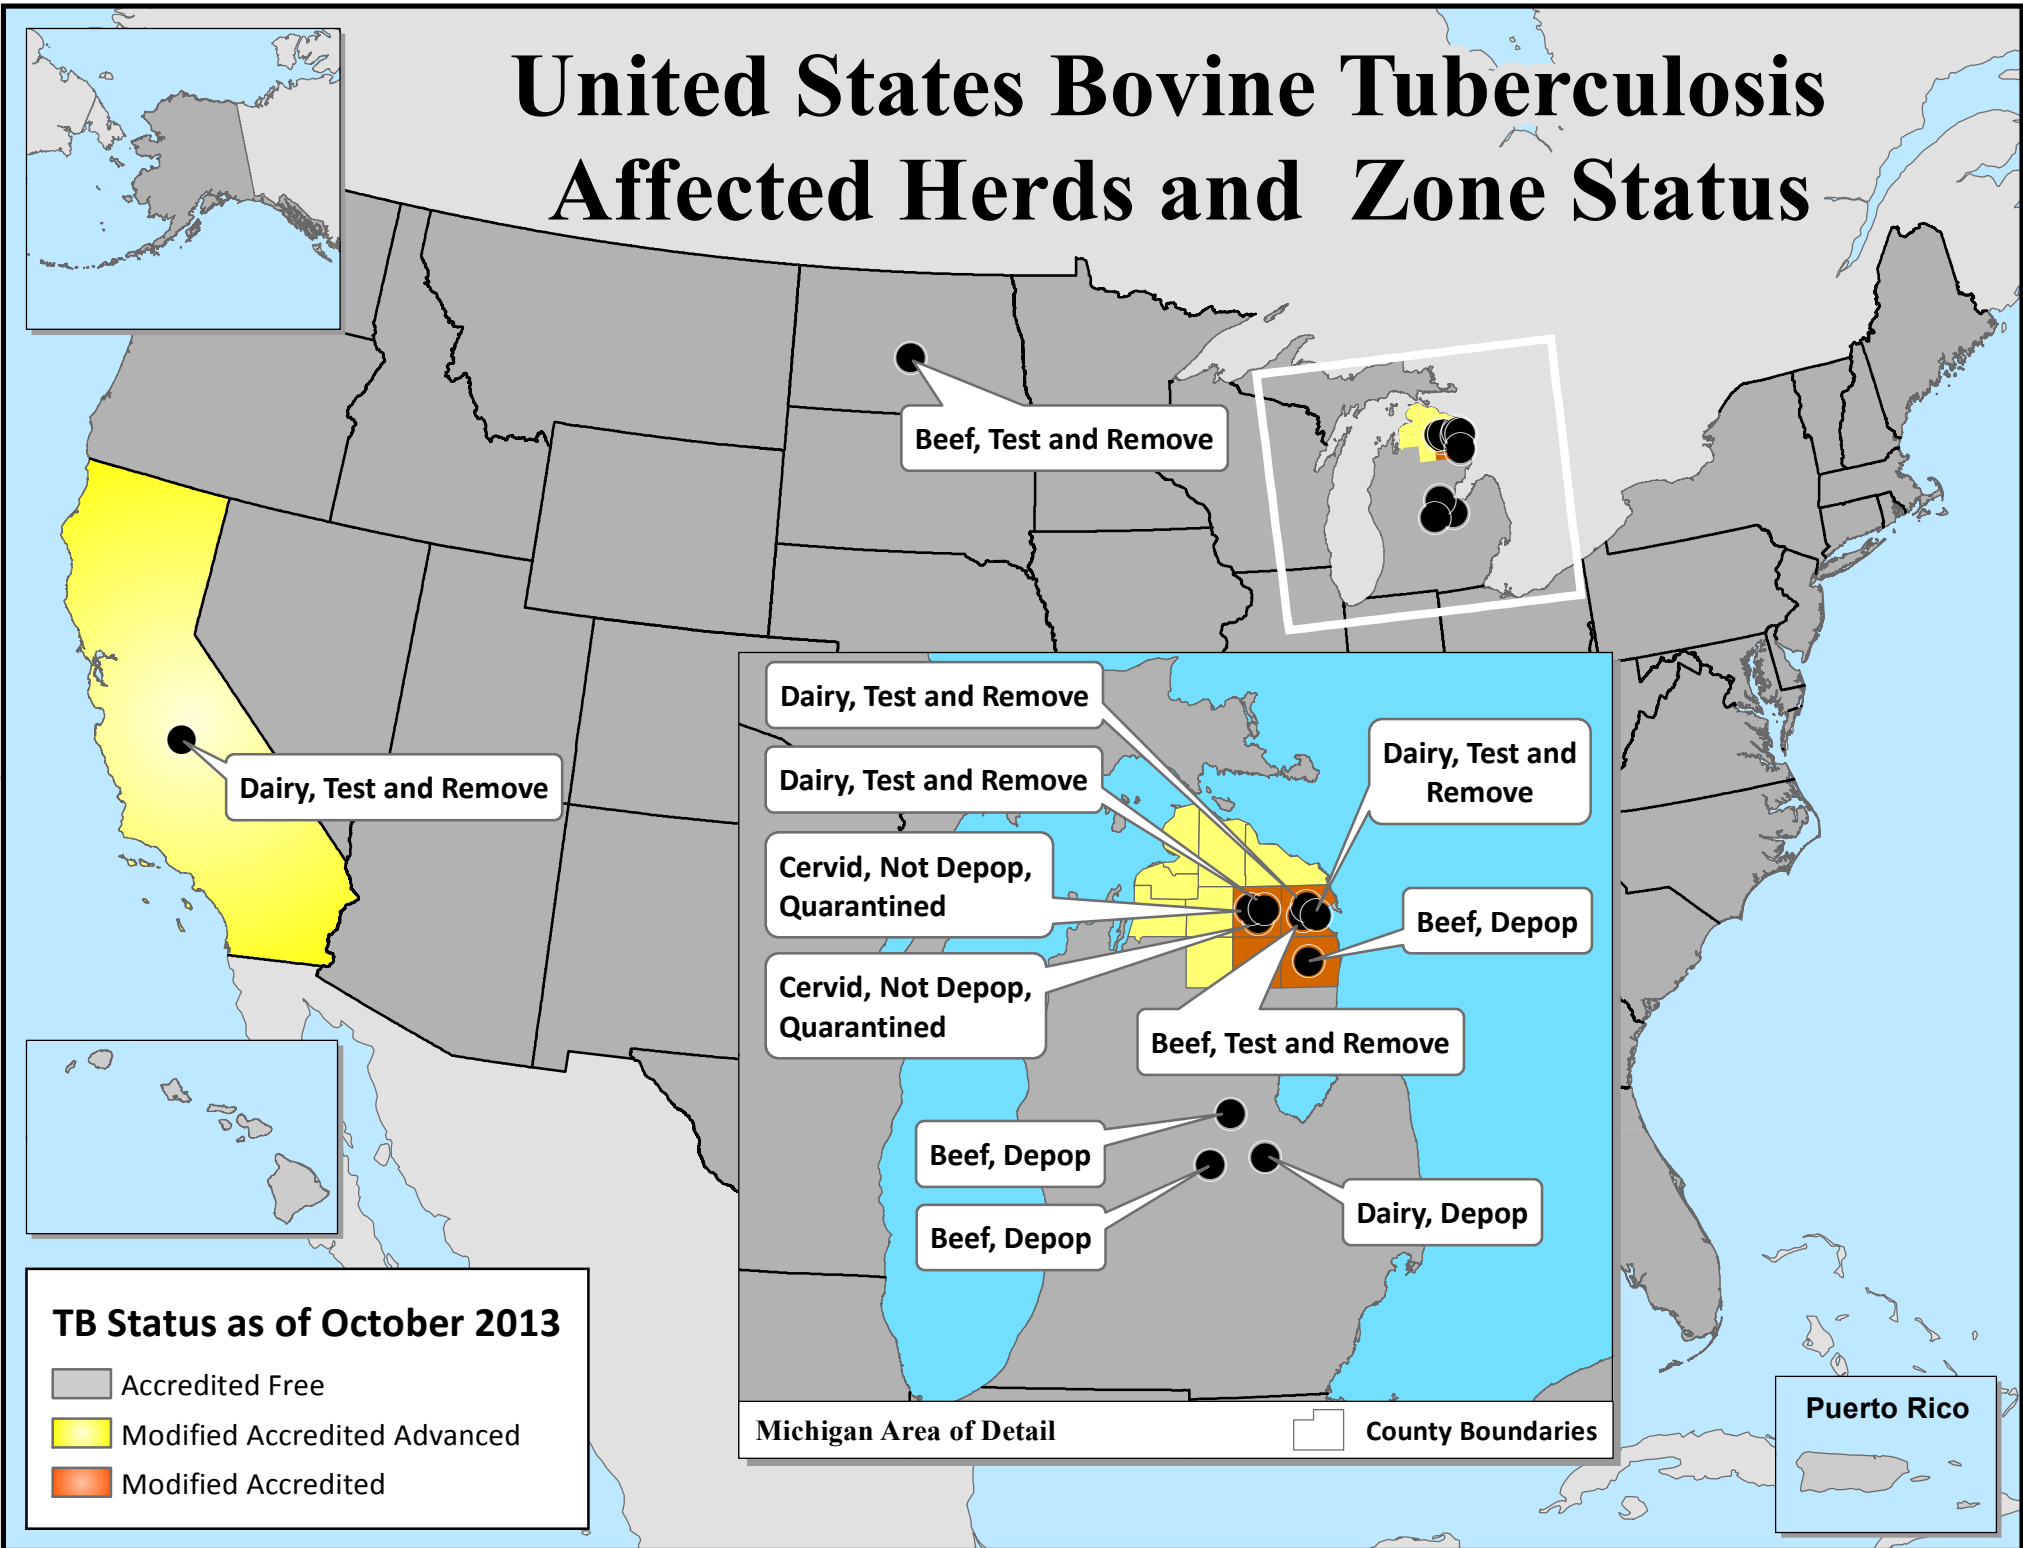 United States Bovine Tuberculosis
Affected Herds and Zone Status
Beef, Test and Remove
Dairy, Test and Remove
Dairy, Test and Remove
Dairy, Test and
Remove
Dairy, Test and Remove
Cervid, Not Depop,
Quarantined
Beef, Depop
Cervid, Not Depop,
Quarantined
Beef, Test and Remove
Beef, Depop
Dairy, Depop
Beef, Depop
Michigan Area of Detail
County Boundaries
TB Status as of October 2013
Accredited Free
Modified Accredited Advanced
Modified Accredited
Puerto Rico